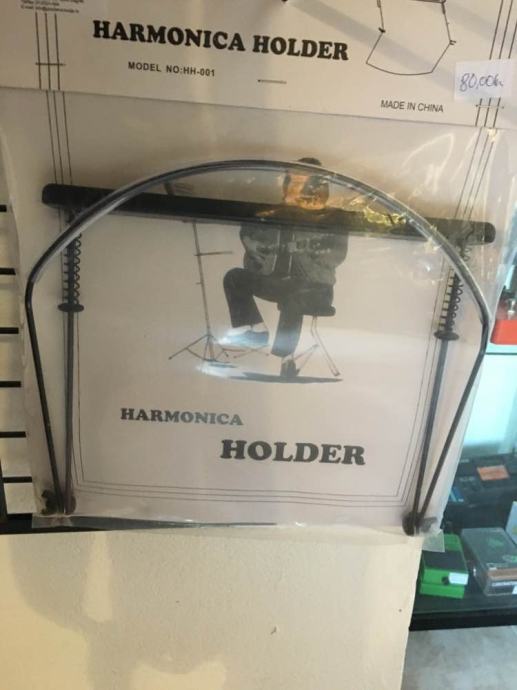 HARMONICA HOLDER
MODEL NO:HH-001
80,00kn
MADE IN CHINA
HARMONICA
HOLDER